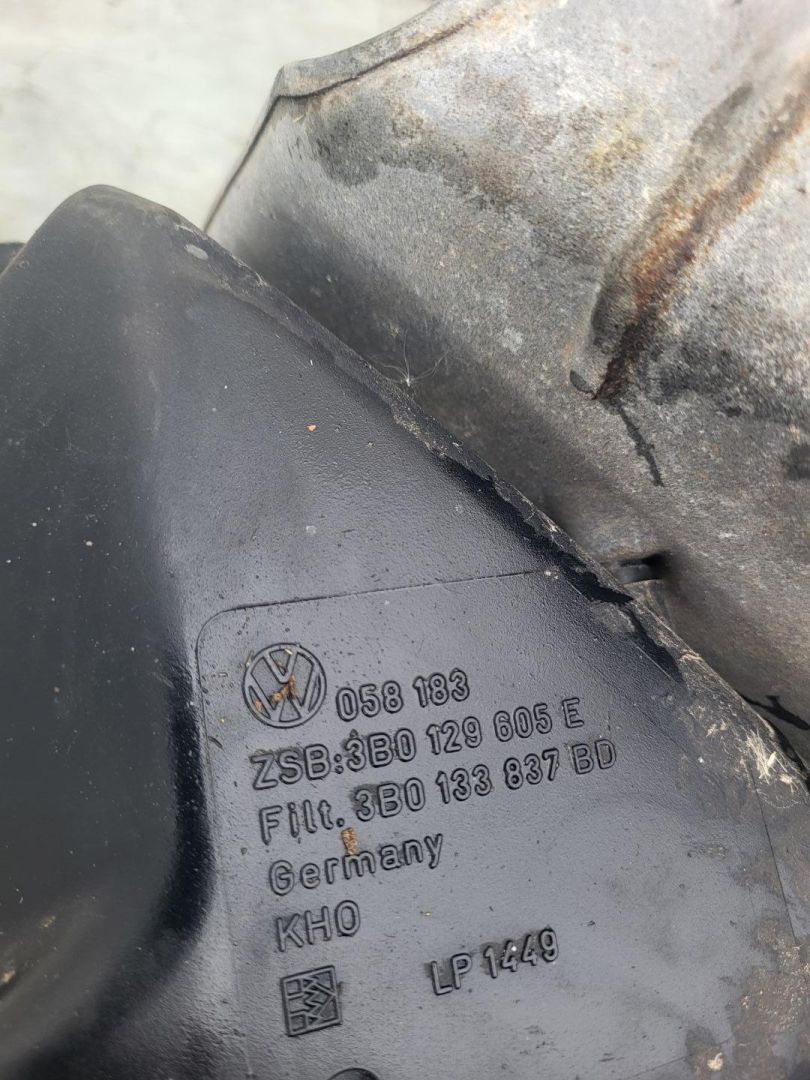 058 183
ZSB:3B0 129 605 E
Filt. 3B0 133 837 BD
Germany
KHO
LP 1449